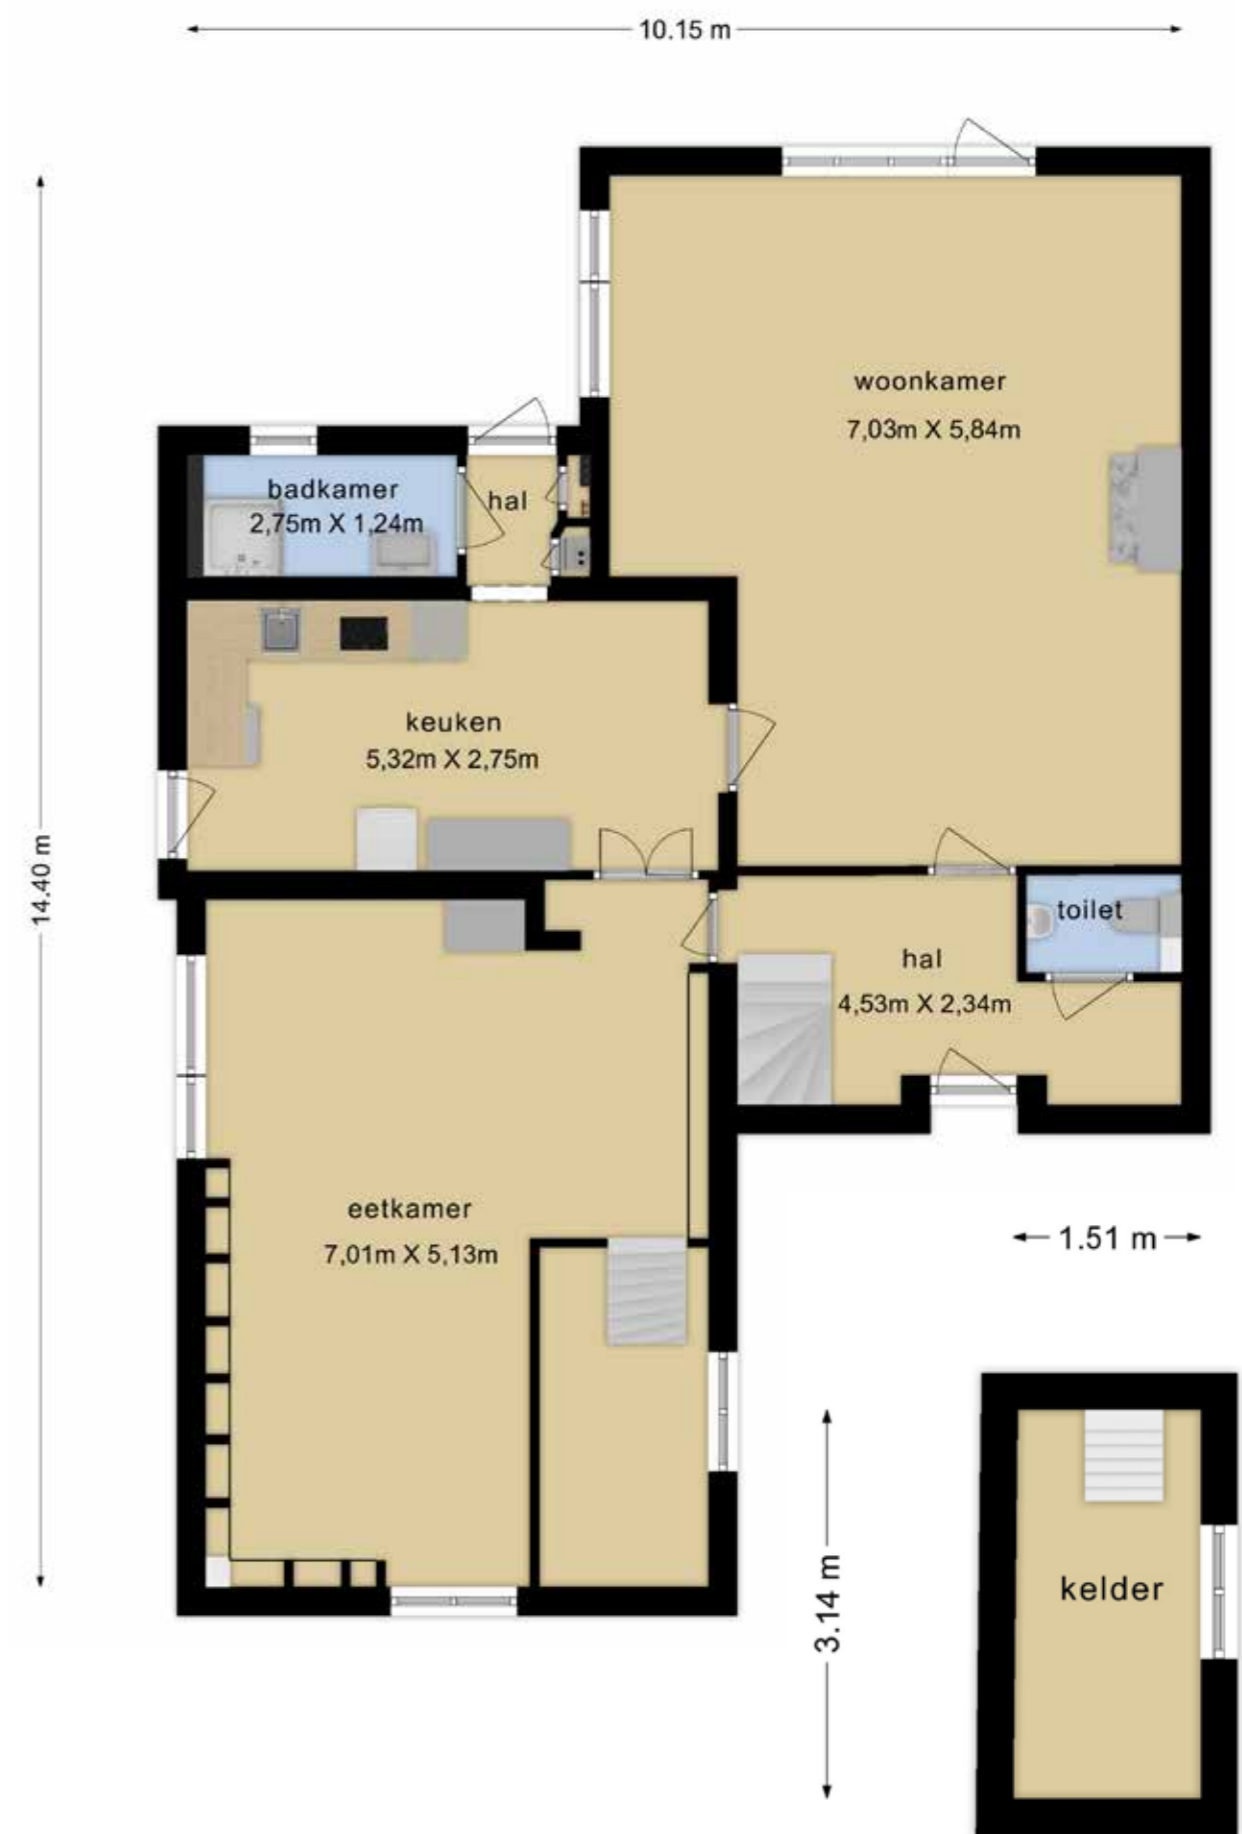 10.15 m
14.40 m
woonkamer
7,03m X 5,84m
badkamer
2,75m X 1,24m
hal
keuken
5,32m X 2,75m
toilet
hal
4,53m X 2,34m
eetkamer
7,01m X 5,13m
1.51 m
3.14 m
kelder